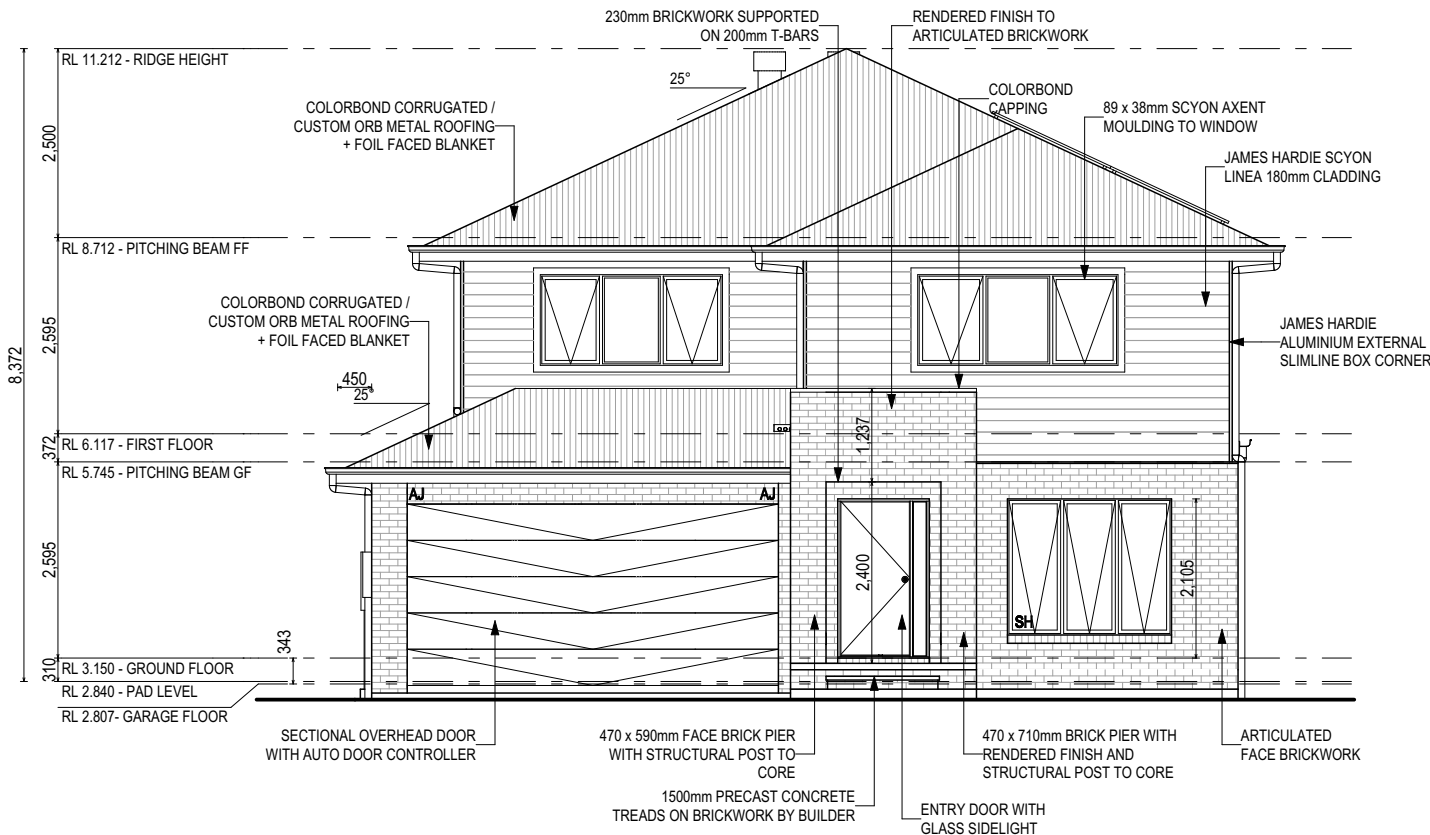 230mm BRICKWORK SUPPORTED
ON 200mm T-BARS
RENDERED FINISH TO
ARTICULATED BRICKWORK
RL 11.212 - RIDGE HEIGHT
25°
COLORBOND
CAPPING
COLORBOND CORRUGATED /
CUSTOM ORB METAL ROOFING
+ FOIL FACED BLANKET
89 x 38mm SCYON AXENT
MOULDING TO WINDOW
2,500
JAMES HARDIE SCYON
LINEA 180mm CLADDING
RL 8.712 - PITCHING BEAM FF
COLORBOND CORRUGATED /
CUSTOM ORB METAL ROOFING
+ FOIL FACED BLANKET
2,595
JAMES HARDIE
ALUMINIUM EXTERNAL
SLIMLINE BOX CORNER
8,372
450
25°
RL 6.117 - FIRST FLOOR
372
1,237
RL 5.745 - PITCHING BEAM GF
AJ
AJ
2,595
2,400
2,105
SH
343
310
RL 3.150 - GROUND FLOOR
RL 2.840 - PAD LEVEL
RL 2.807- GARAGE FLOOR
SECTIONAL OVERHEAD DOOR
WITH AUTO DOOR CONTROLLER
470 x 590mm FACE BRICK PIER
WITH STRUCTURAL POST TO
CORE
470 x 710mm BRICK PIER WITH
RENDERED FINISH AND
STRUCTURAL POST TO CORE
ARTICULATED
FACE BRICKWORK
1500mm PRECAST CONCRETE
TREADS ON BRICKWORK BY BUILDER
ENTRY DOOR WITH
GLASS SIDELIGHT